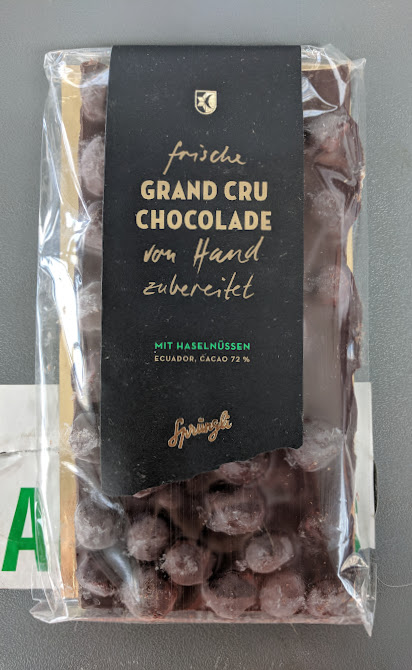 frische
GRAND CRU
CHOCOLADE
von Hand
zubereitet
MIT HASELNÜSSEN
ECUADOR, CACAO 72 %
Sprüngli
A